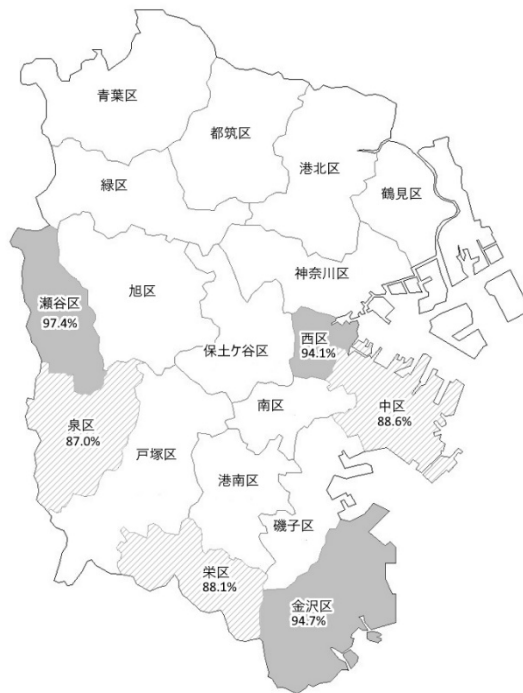 青葉区
都筑区
港北区
緑区
鶴見区
神奈川区
瀬谷区
97.4%
旭区
西区
94.1%
保土ケ谷区
中区
88.6%
南区
泉区
87.0%
戸塚区
港南区
磯子区
栄区
88.1%
金沢区
94.7%